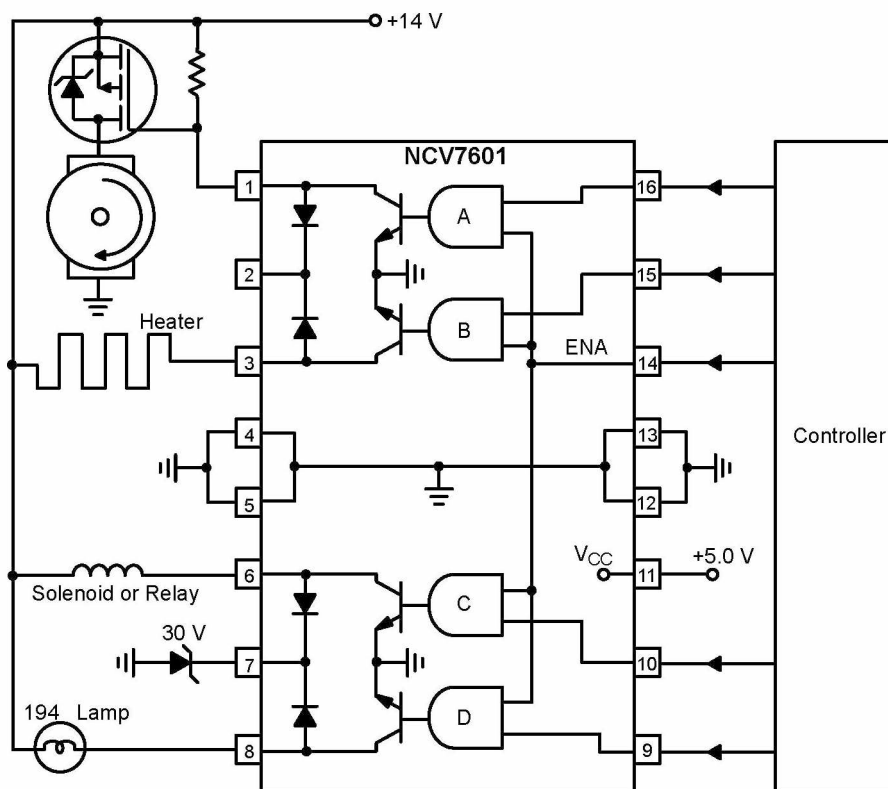 +14 V
NCV7601
1
16
A
2
15
B
Heater
ENA
3
14
4
13
Controller
5
12
VCC
+5.0 V
6
11
C
Solenoid or Relay
30 V
7
10
D
194 Lamp
8
9